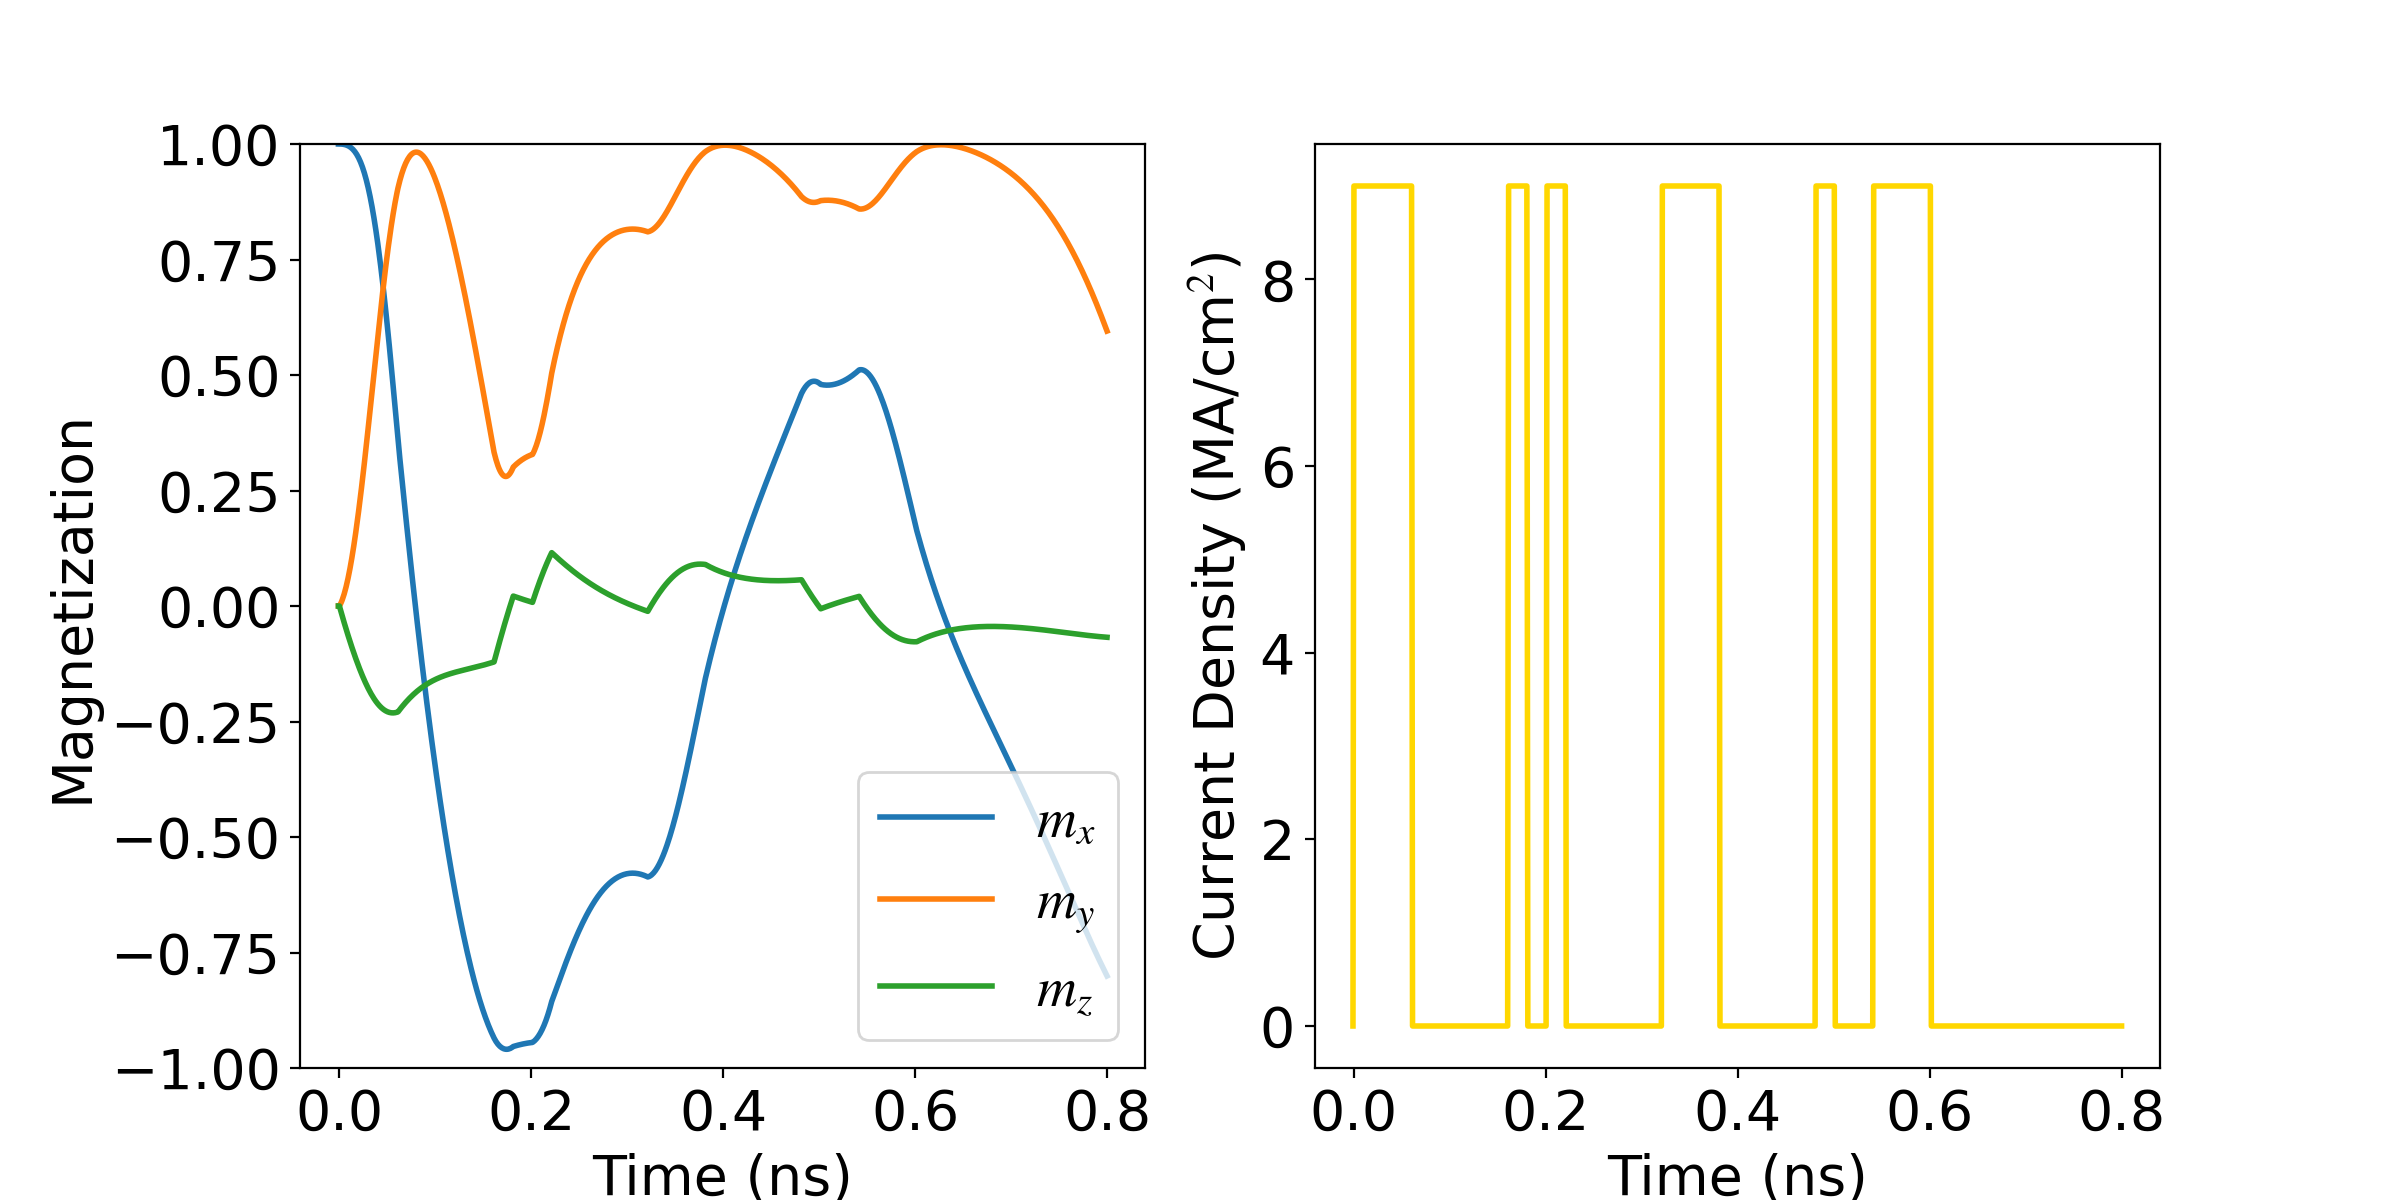 Magnetization
1.00
0.75
0.50
0.25
0.00
−0.25
−0.50
−0.75
−1.00
0.0 0.2 0.4 0.6 0.8
Time (ns)
mₓ
m_y
m_z
Current Density (MA/cm²)
8
6
4
2
0
0.0 0.2 0.4 0.6 0.8
Time (ns)